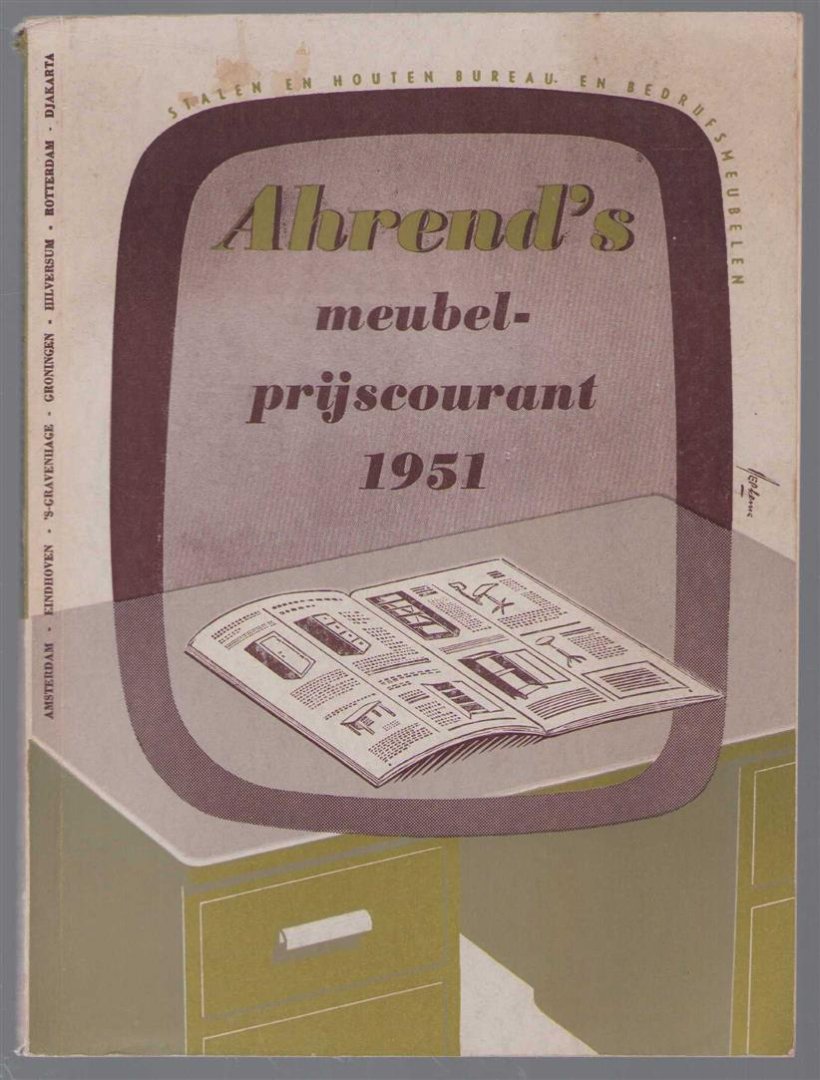 STALEN EN HOUTEN BUREAU- EN BEDRIJFSMEUBELEN
Ahrend's
meubel-
prijscourant
1951
AMSTERDAM - EINDHOVEN - 'S-GRAVENHAGE - GRONINGEN - HILVERSUM - ROTTERDAM - DJAKARTA